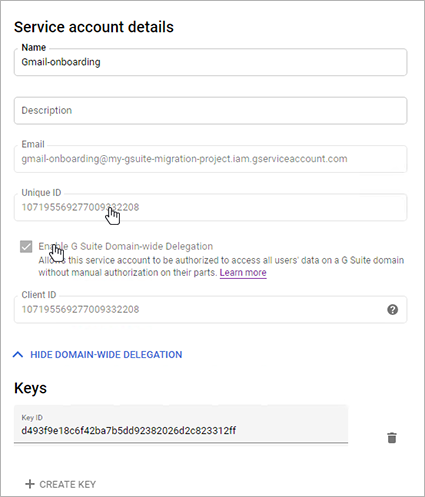 Service account details
Name
Gmail-onboarding
Description
Email
gmail-onboarding@my-gsuite-migration-project.iam.gserviceaccount.com
Unique ID
107195569277009332208
Enable G Suite Domain-wide Delegation
Allows this service account to be authorized to access all users' data on a G Suite domain
without manual authorization on their parts. Learn more
Client ID
107195569277009332208
HIDE DOMAIN-WIDE DELEGATION
Keys
Key ID
d493f9e18c6f42ba7b5dd92382026d2c823312ff
CREATE KEY